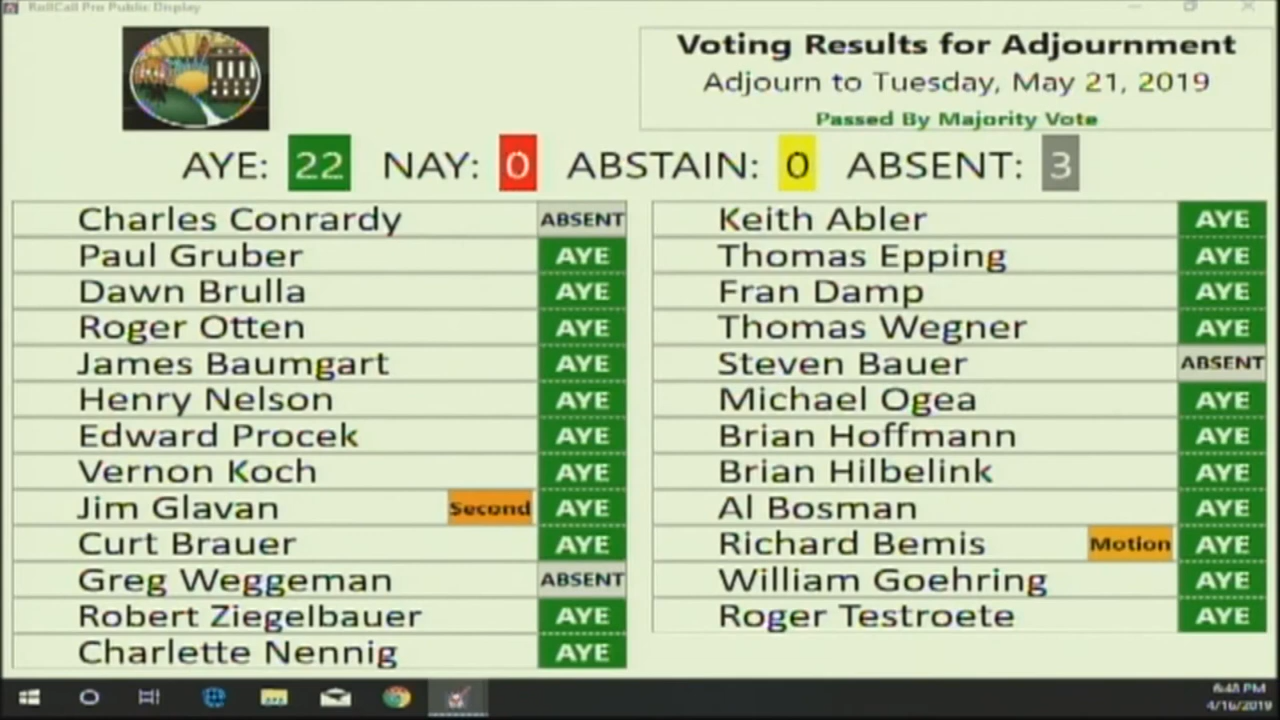 RollCall Pro Public Display
Voting Results for Adjournment
Adjourn to Tuesday, May 21, 2019
Passed By Majority Vote
AYE: 22 NAY: 0 ABSTAIN: 0 ABSENT: 3
Charles Conrardy ABSENT
Paul Gruber AYE
Dawn Brulla AYE
Roger Otten AYE
James Baumgart AYE
Henry Nelson AYE
Edward Procek AYE
Vernon Koch AYE
Jim Glavan Second AYE
Curt Brauer AYE
Greg Weggeman ABSENT
Robert Ziegelbauer AYE
Charlette Nennig AYE
Keith Abler AYE
Thomas Epping AYE
Fran Damp AYE
Thomas Wegner AYE
Steven Bauer ABSENT
Michael Ogea AYE
Brian Hoffmann AYE
Brian Hilbelink AYE
Al Bosman AYE
Richard Bemis Motion AYE
William Goehring AYE
Roger Testroete AYE
6:48 PM
4/16/2019